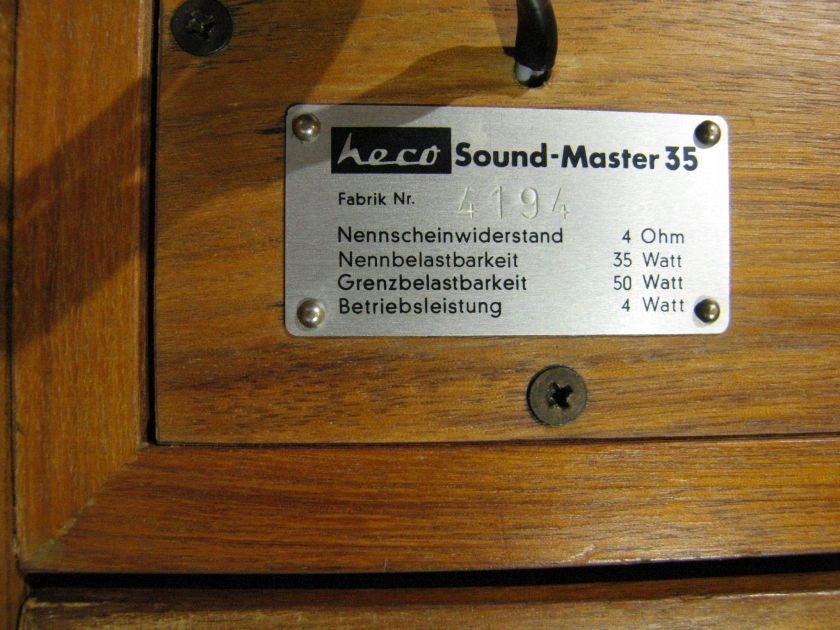 heco Sound-Master 35
Fabrik Nr. 4194
Nennscheinwiderstand 4 Ohm
Nennbelastbarkeit 35 Watt
Grenzbelastbarkeit 50 Watt
Betriebsleistung 4 Watt